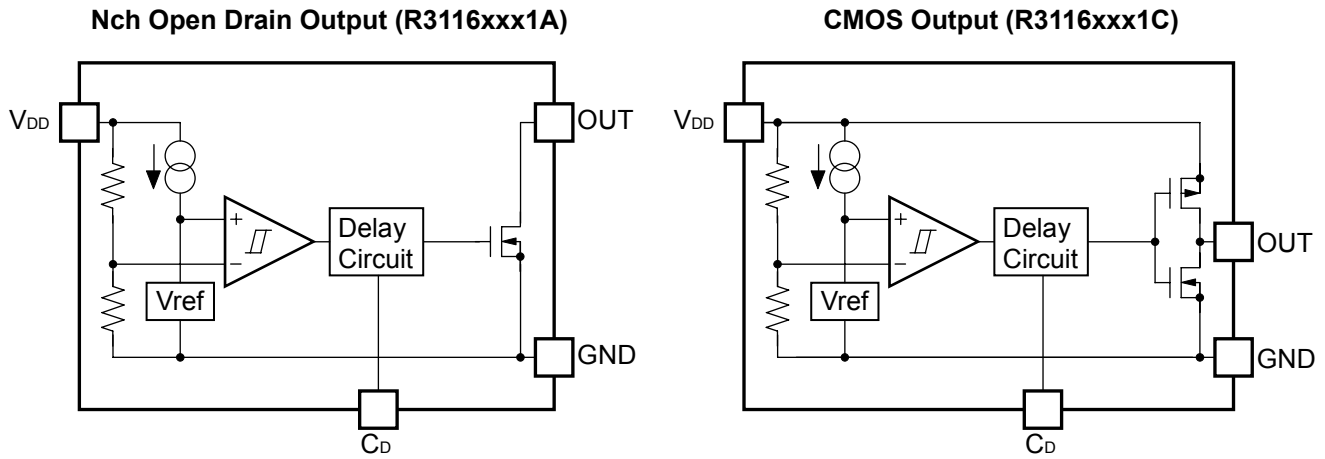 Nch Open Drain Output (R3116xxx1A)
VDD
OUT
+
−
Delay
Circuit
Vref
GND
CD
CMOS Output (R3116xxx1C)
VDD
+
−
Delay
Circuit
OUT
Vref
GND
CD